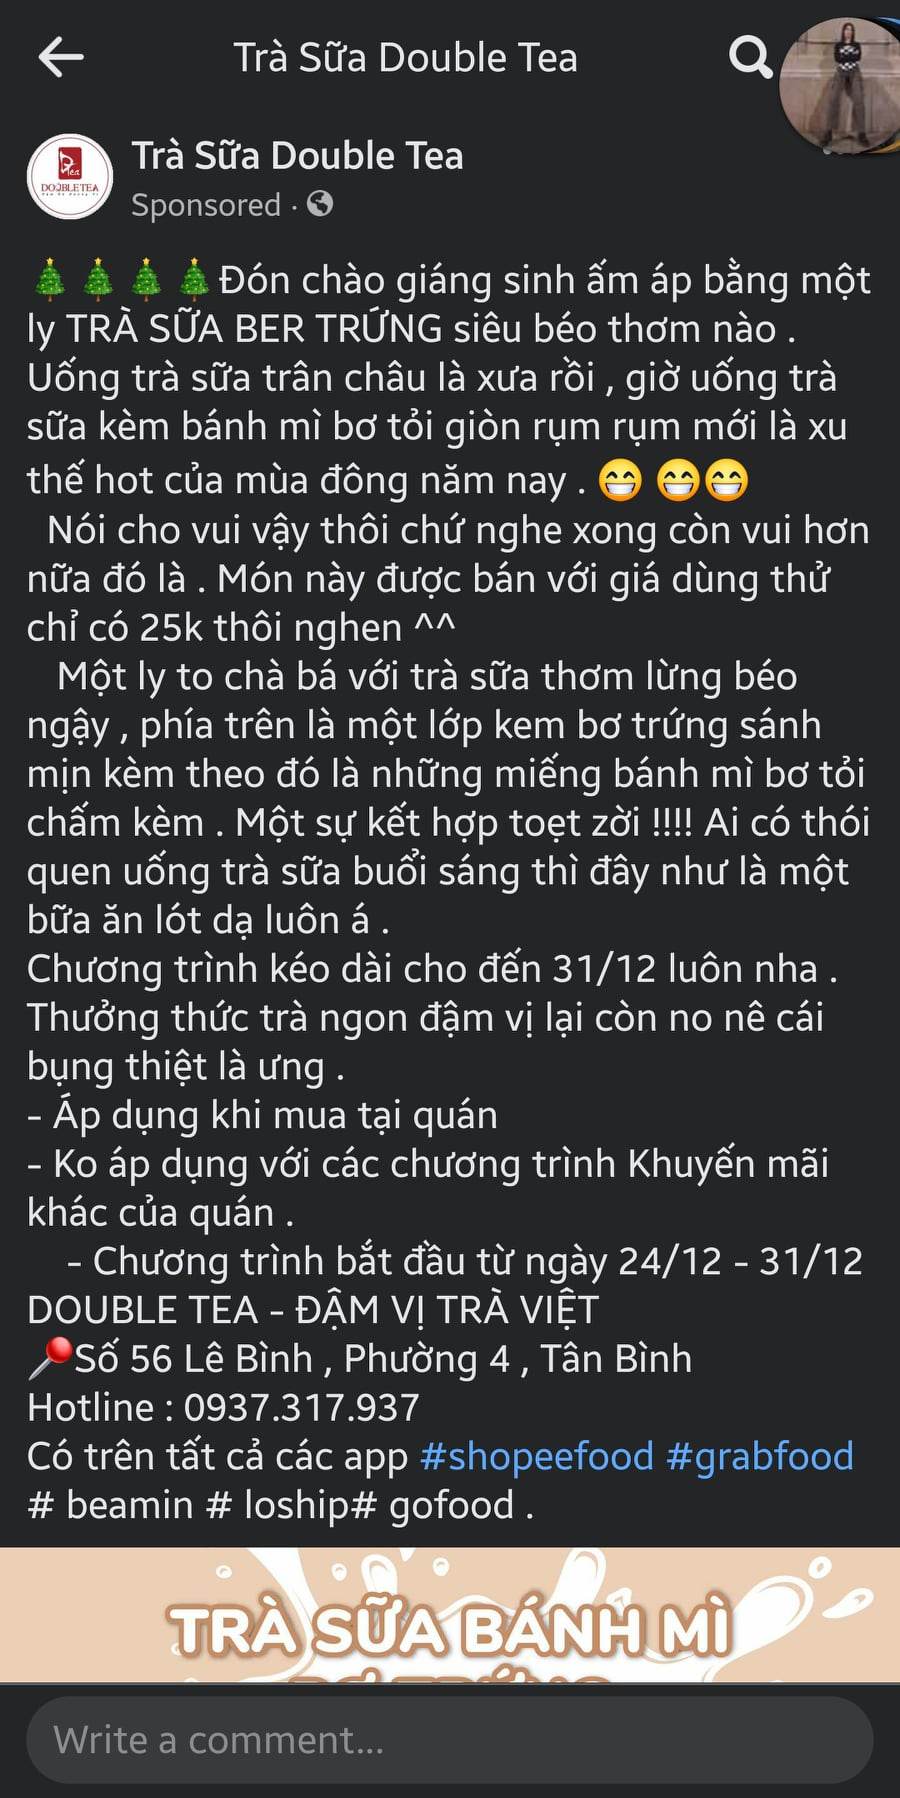 Trà Sữa Double Tea
DOUBLE TEA
Trà Sữa Double Tea
Sponsored ·
🎄🎄🎄🎄Đón chào giáng sinh ấm áp bằng một
ly TRÀ SỮA BER TRỨNG siêu béo thơm nào .
Uống trà sữa trân châu là xưa rồi , giờ uống trà
sữa kèm bánh mì bơ tỏi giòn rụm rụm mới là xu
thế hot của mùa đông năm nay . 😁 😁😁
Nói cho vui vậy thôi chứ nghe xong còn vui hơn
nữa đó là . Món này được bán với giá dùng thử
chỉ có 25k thôi nghen ^^
Một ly to chà bá với trà sữa thơm lừng béo
ngậy , phía trên là một lớp kem bơ trứng sánh
mịn kèm theo đó là những miếng bánh mì bơ tỏi
chấm kèm . Một sự kết hợp toẹt zời !!!! Ai có thói
quen uống trà sữa buổi sáng thì đây như là một
bữa ăn lót dạ luôn á .
Chương trình kéo dài cho đến 31/12 luôn nha .
Thưởng thức trà ngon đậm vị lại còn no nê cái
bụng thiệt là ưng .
- Áp dụng khi mua tại quán
- Ko áp dụng với các chương trình Khuyến mãi
khác của quán .
- Chương trình bắt đầu từ ngày 24/12 - 31/12
DOUBLE TEA - ĐẬM VỊ TRÀ VIỆT
📍Số 56 Lê Bình , Phường 4 , Tân Bình
Hotline : 0937.317.937
Có trên tất cả các app #shopeefood #grabfood
# beamin # loship# gofood .
TRÀ SỮA BÁNH MÌ
Write a comment...